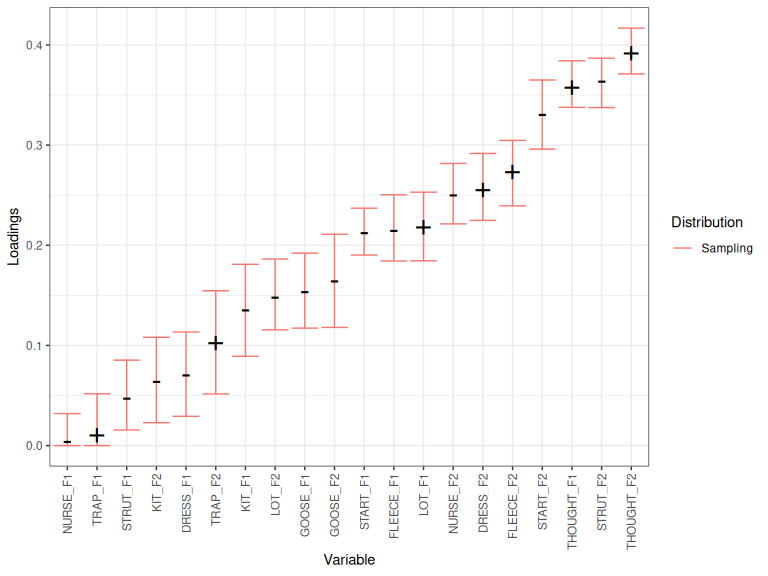 0.4
0.3
0.2
0.1
0.0
Loadings
NURSE_F1
TRAP_F1
STRUT_F1
KIT_F2
DRESS_F1
TRAP_F2
KIT_F1
LOT_F2
GOOSE_F1
GOOSE_F2
START_F1
FLEECE_F1
LOT_F1
NURSE_F2
DRESS_F2
FLEECE_F2
START_F2
THOUGHT_F1
STRUT_F2
THOUGHT_F2
Variable
Distribution
Sampling